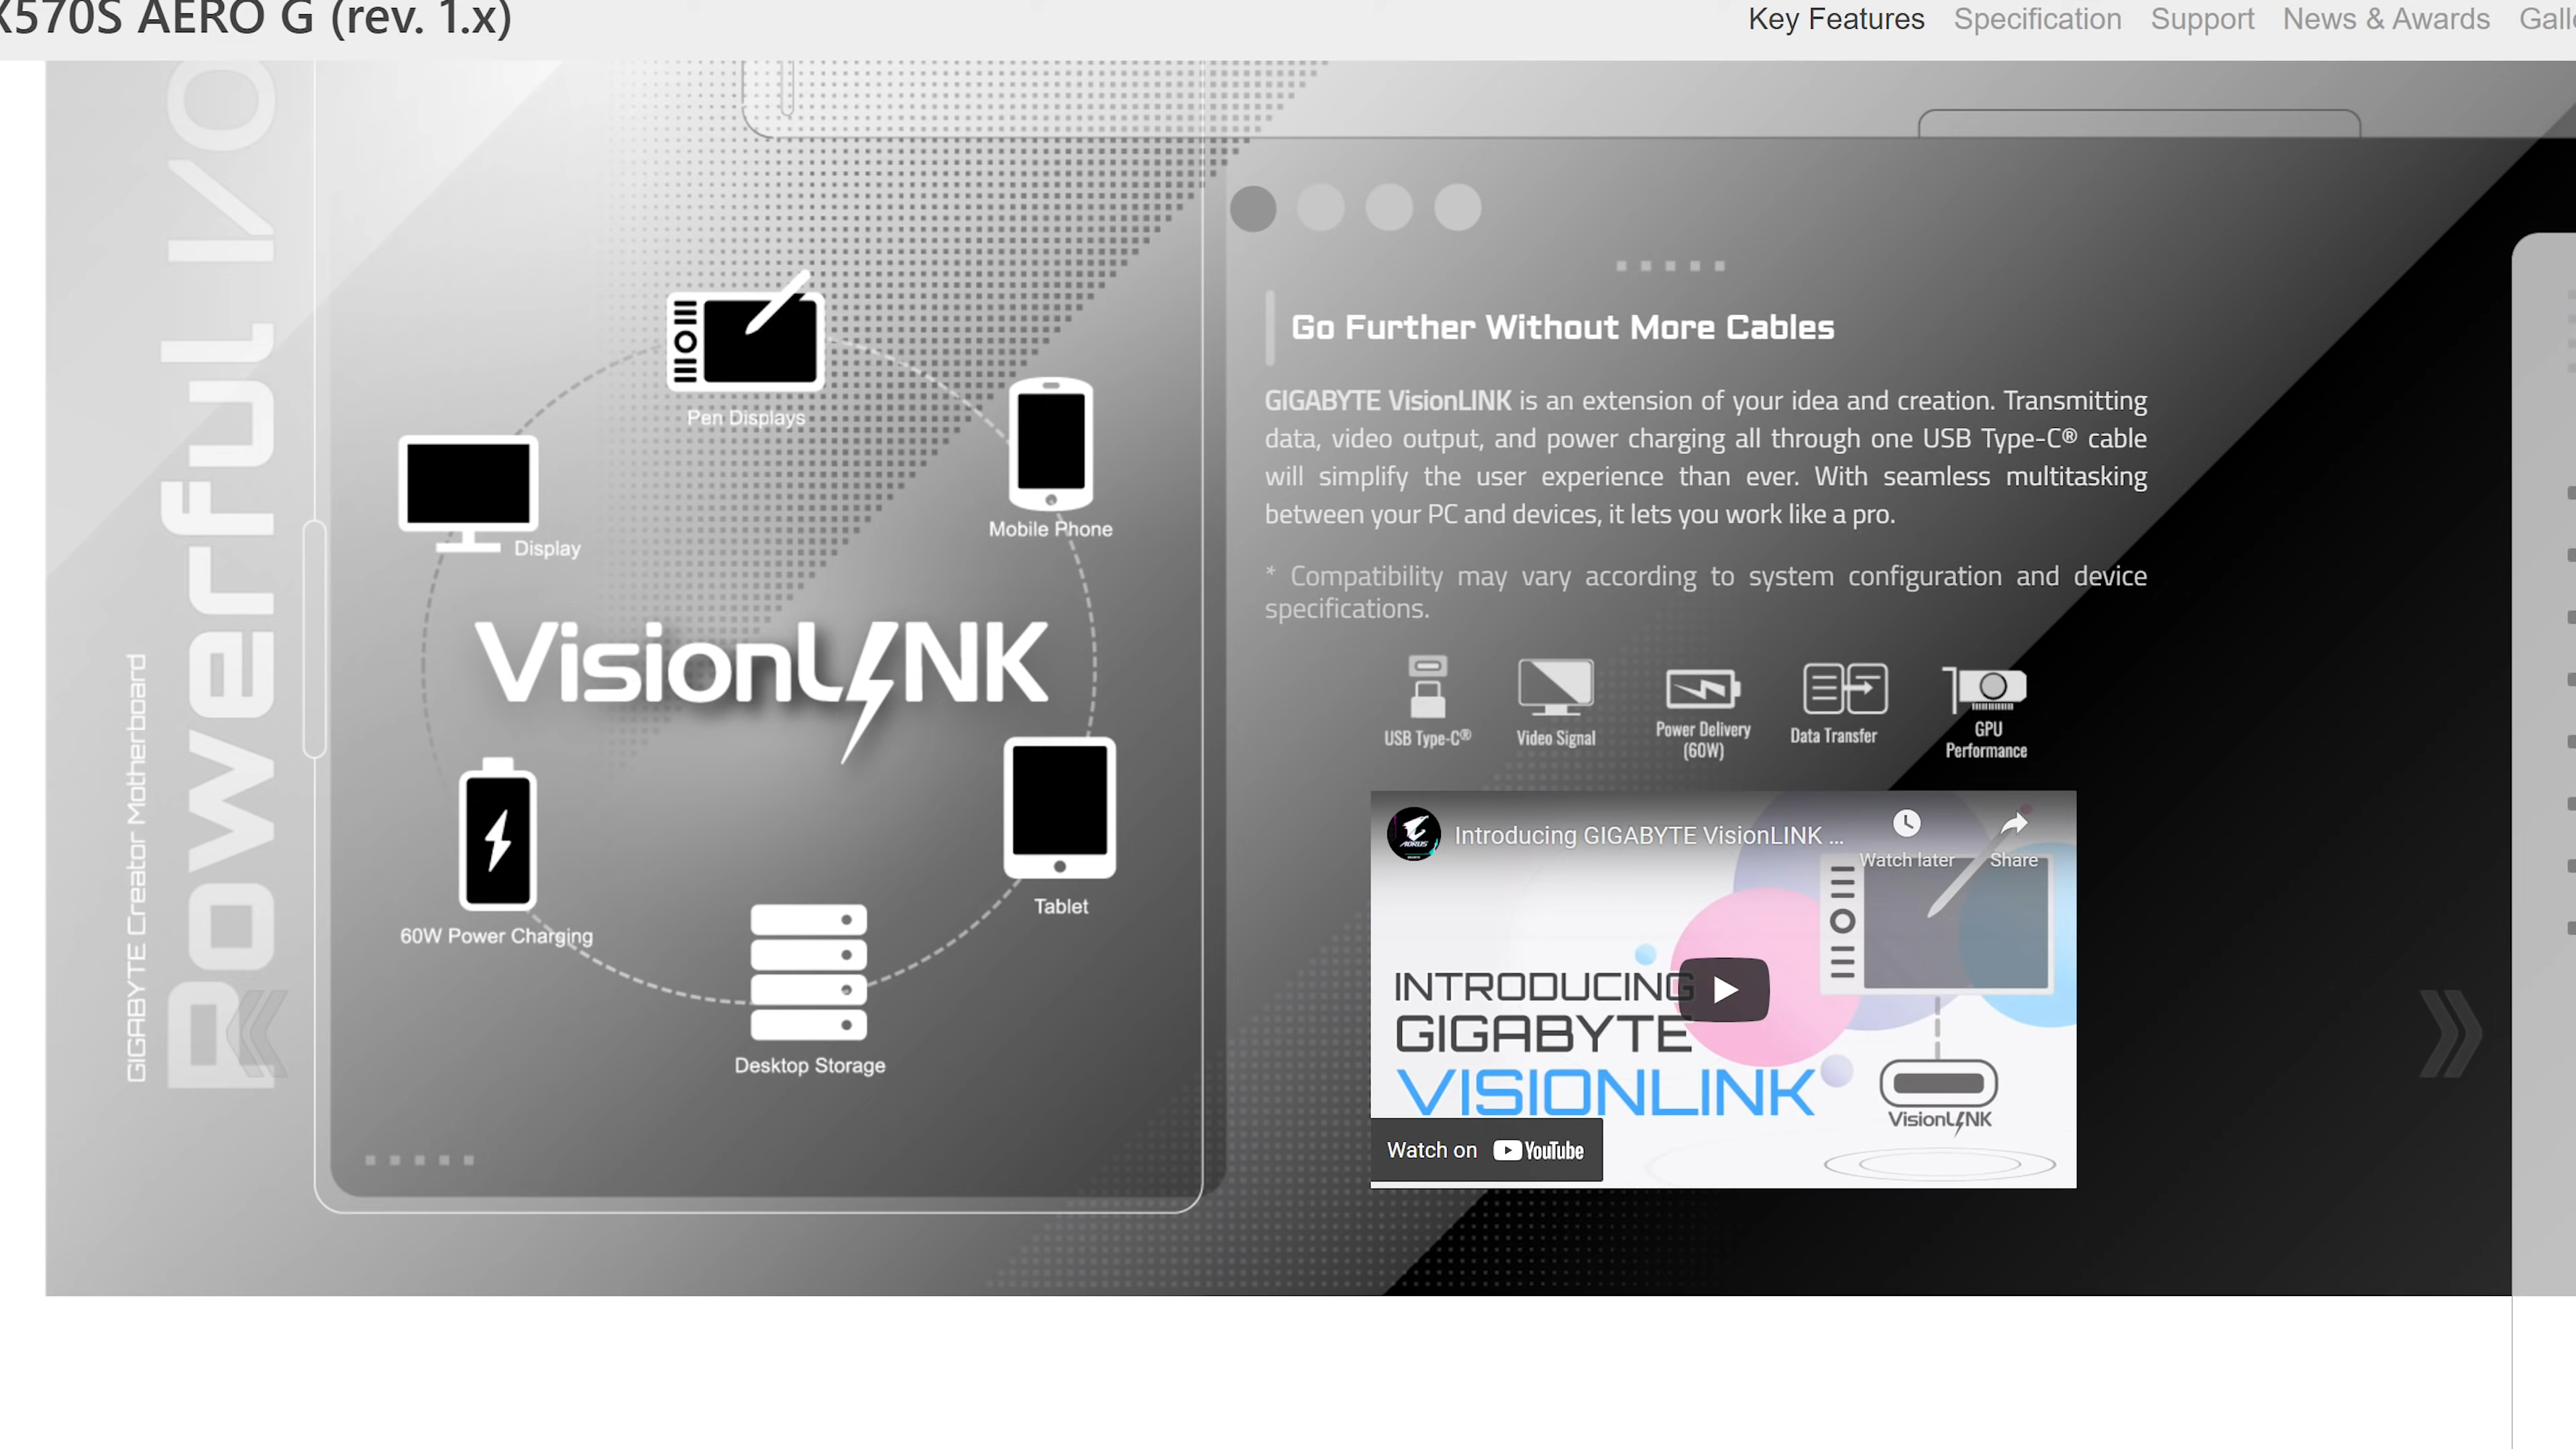 X570S AERO G (rev. 1.x)
Key Features
Specification
Support
News & Awards
Powerful I/O
GIGABYTE Creator Motherboard
Pen Displays
Mobile Phone
Display
VisionLINK
60W Power Charging
Tablet
Desktop Storage
Go Further Without More Cables
GIGABYTE VisionLINK is an extension of your idea and creation. Transmitting
data, video output, and power charging all through one USB Type-C® cable
will simplify the user experience than ever. With seamless multitasking
between your PC and devices, it lets you work like a pro.
* Compatibility may vary according to system configuration and device
specifications.
USB Type-C®
Video Signal
Power Delivery
(60W)
Data Transfer
GPU
Performance
AORUS
Introducing GIGABYTE VisionLINK ...
Watch later
Share
INTRODUCING
GIGABYTE
VISIONLINK
VisionLINK
Watch on YouTube